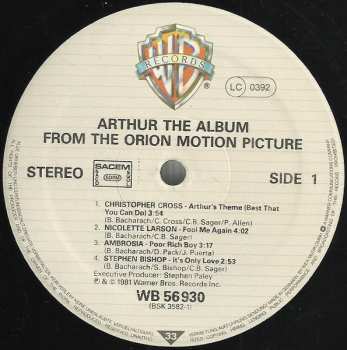 WB
RECORDS
LC 0392
ARTHUR THE ALBUM
FROM THE ORION MOTION PICTURE
STEREO
SACEM
SIDE 1
1. CHRISTOPHER CROSS - Arthur's Theme (Best That
You Can Do) 3:54
(B. Bacharach/C. Cross/C.B. Sager/P. Allen)
2. NICOLETTE LARSON - Fool Me Again 4:02
(B. Bacharach/C.B. Sager)
3. AMBROSIA - Poor Rich Boy 3:17
(B. Bacharach/D. Pack/J. Puerta)
4. STEPHEN BISHOP - It's Only Love 2:53
(B. Bacharach/S. Bishop/C.B. Sager)
Executive Producer: Stephen Paley
℗ & © 1981 Warner Bros. Records Inc.
WB 56 930
(BSK 3582-1)
33